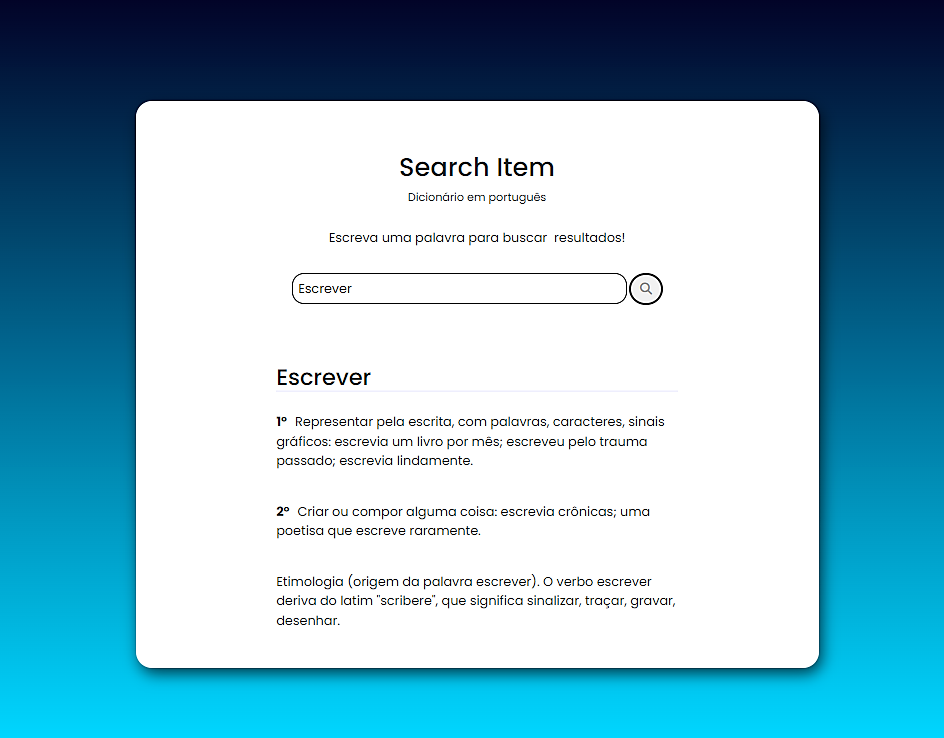 Search Item
Dicionário em português
Escreva uma palavra para buscar  resultados!
Escrever
Escrever
1º  Representar pela escrita, com palavras, caracteres, sinais
gráficos: escrevia um livro por mês; escreveu pelo trauma
passado; escrevia lindamente.
2º  Criar ou compor alguma coisa: escrevia crônicas; uma
poetisa que escreve raramente.
Etimologia (origem da palavra escrever). O verbo escrever
deriva do latim "scribere", que significa sinalizar, traçar, gravar,
desenhar.